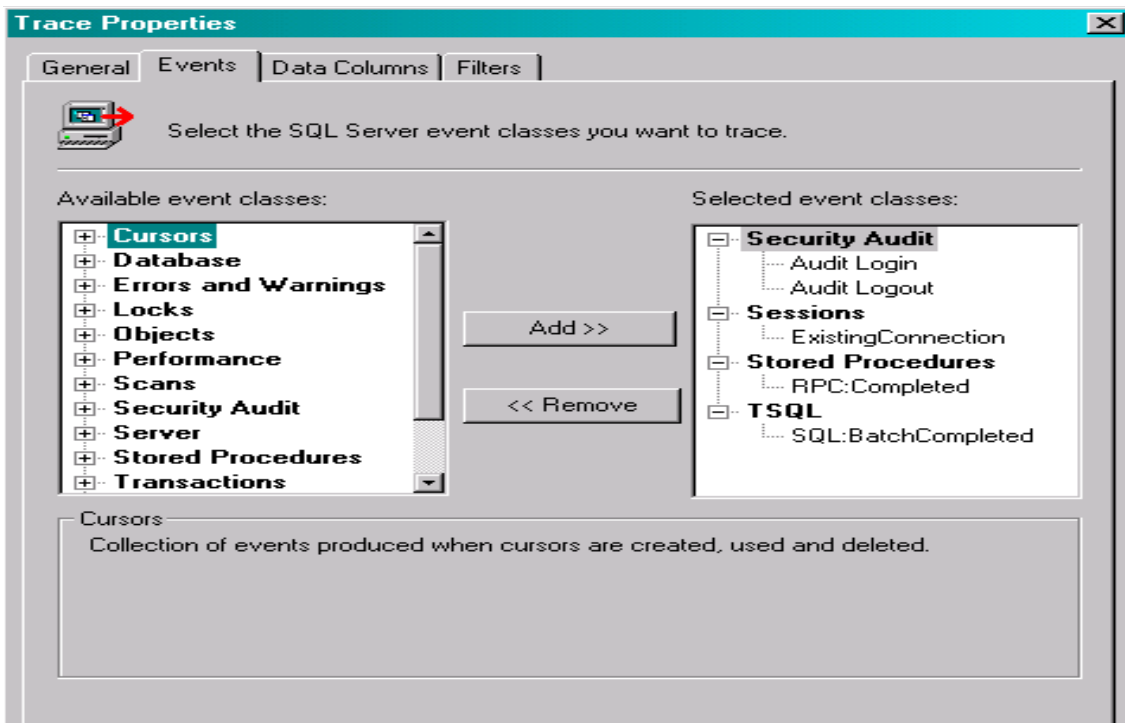 Trace Properties
General Events Data Columns Filters
Select the SQL Server event classes you want to trace.
Available event classes:
Cursors
Database
Errors and Warnings
Locks
Objects
Performance
Scans
Security Audit
Server
Stored Procedures
Transactions
Add >>
<< Remove
Selected event classes:
Security Audit
Audit Login
Audit Logout
Sessions
ExistingConnection
Stored Procedures
RPC:Completed
TSQL
SQL:BatchCompleted
Cursors
Collection of events produced when cursors are created, used and deleted.